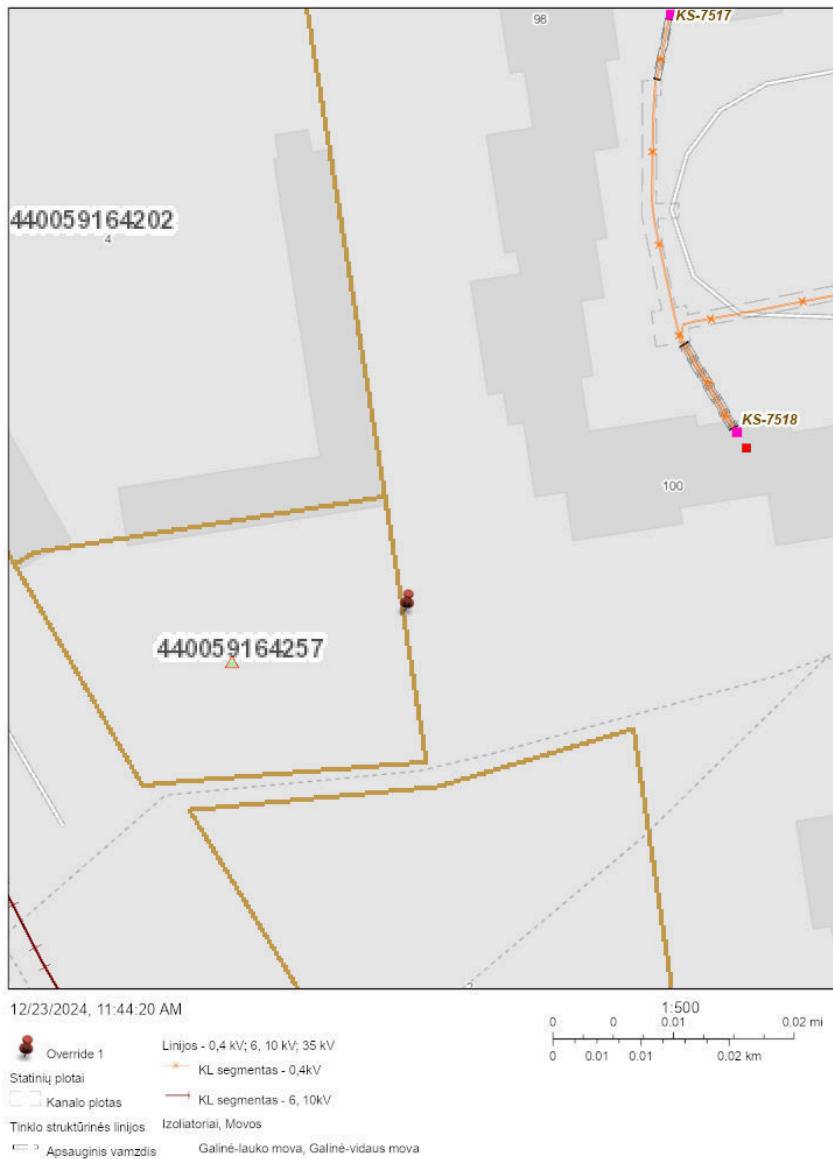 98
KS-7517
440059164202
4
KS-7518
100
440059164257
12/23/2024, 11:44:20 AM
1:500
0 0 0.01 0.02 mi
0 0.01 0.01 0.02 km
Override 1
Statinių plotai
Kanalo plotas
Tinklo struktūrinės linijos
Apsauginis vamzdis
Linijos - 0,4 kV; 6, 10 kV; 35 kV
KL segmentas - 0,4kV
KL segmentas - 6, 10kV
Izoliatoriai, Movos
Galinė-lauko mova, Galinė-vidaus mova